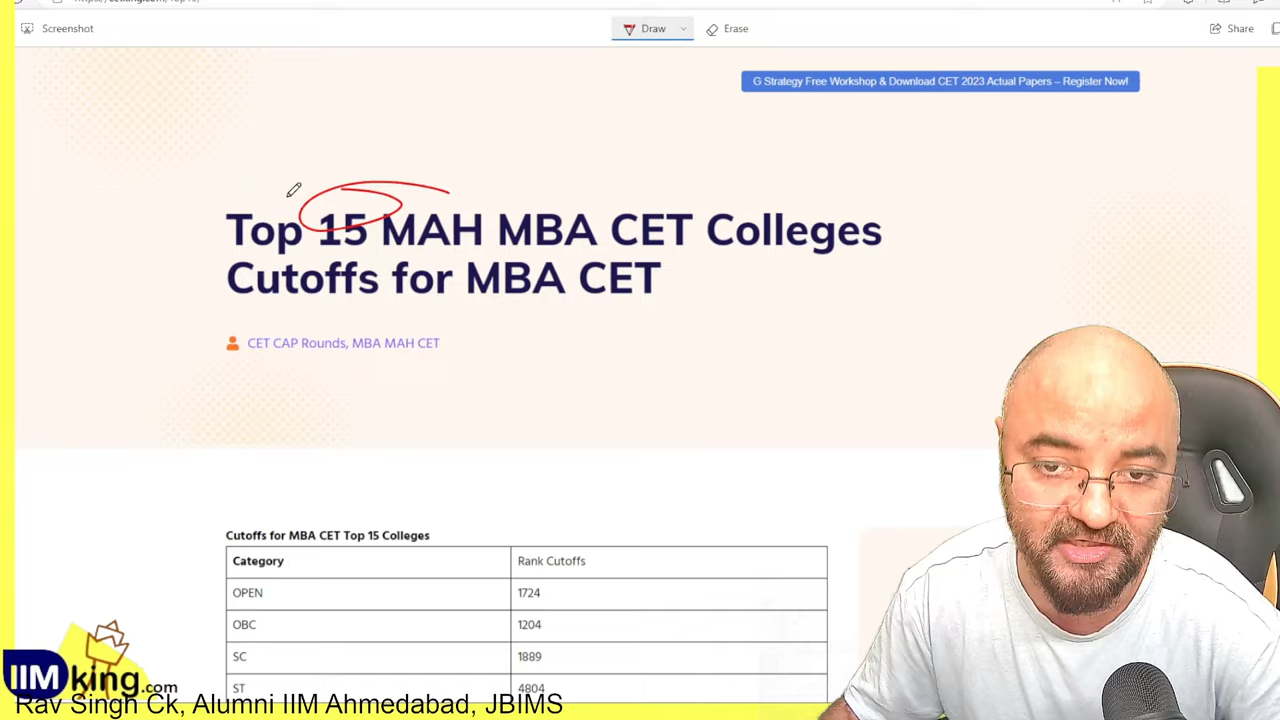 Screenshot
Draw
Erase
Share
G Strategy Free Workshop & Download CET 2023 Actual Papers – Register Now!
Top 15 MAH MBA CET Colleges
Cutoffs for MBA CET
CET CAP Rounds, MBA MAH CET
Cutoffs for MBA CET Top 15 Colleges
Category Rank Cutoffs
OPEN 1724
OBC 1204
SC 1889
ST 4804
IIMking.com
Rav Singh Ck, Alumni IIM Ahmedabad, JBIMS